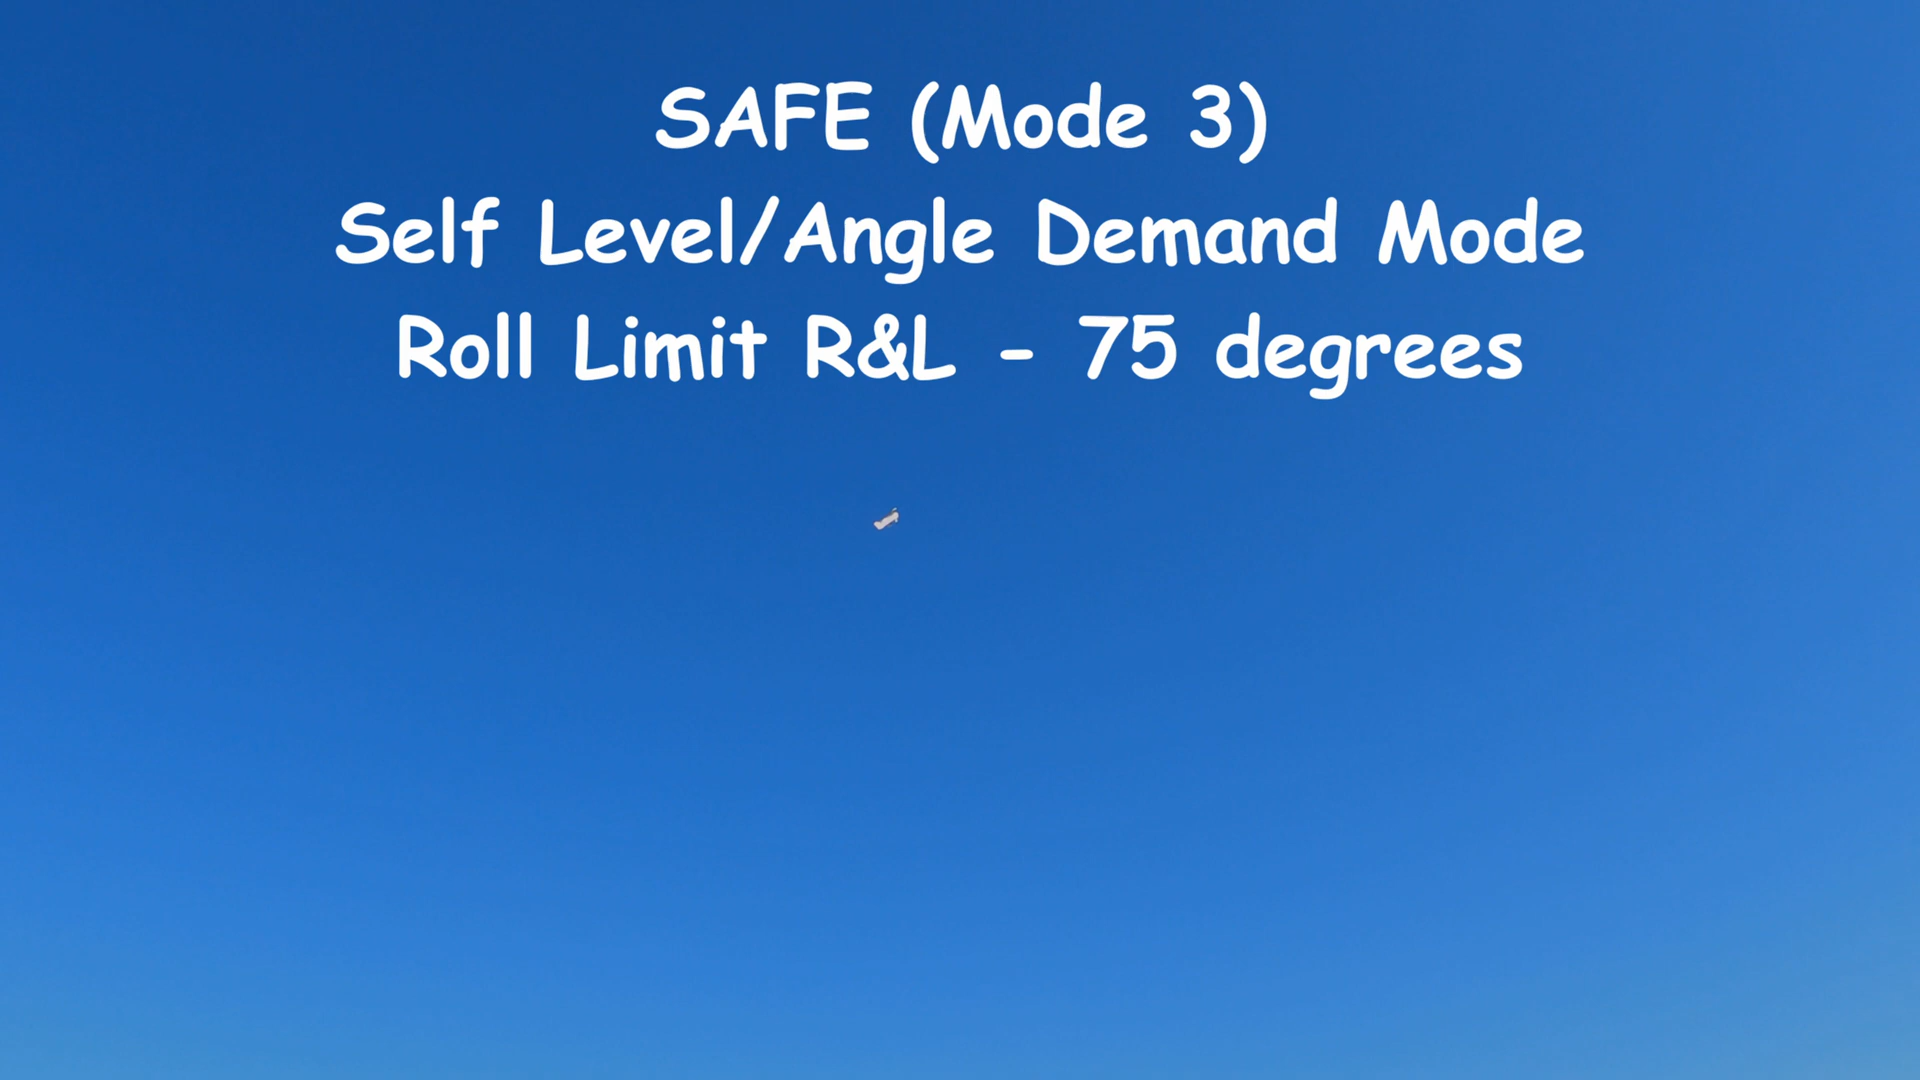 SAFE (Mode 3)
Self Level/Angle Demand Mode
Roll Limit R&L - 75 degrees